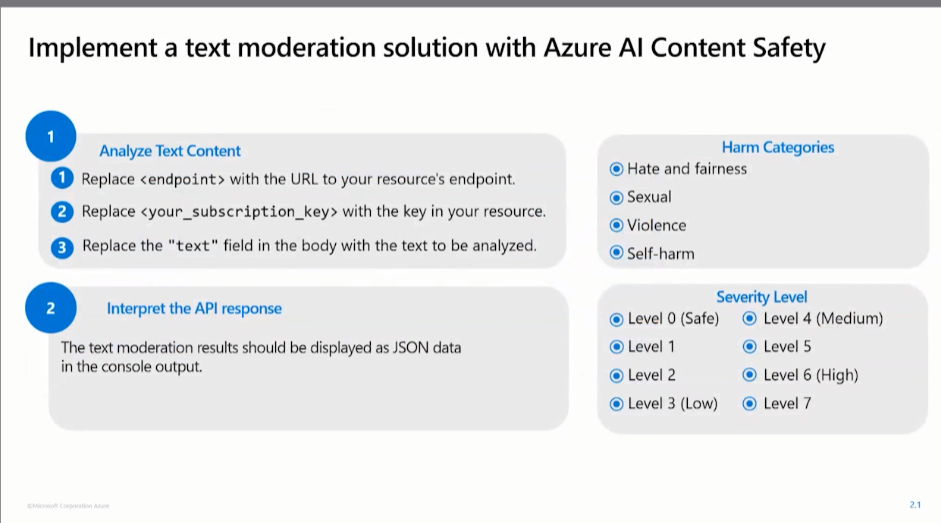 Implement a text moderation solution with Azure AI Content Safety
1
Analyze Text Content
1 Replace <endpoint> with the URL to your resource's endpoint.
2 Replace <your_subscription_key> with the key in your resource.
3 Replace the "text" field in the body with the text to be analyzed.
2
Interpret the API response
The text moderation results should be displayed as JSON data
in the console output.
Harm Categories
Hate and fairness
Sexual
Violence
Self-harm
Severity Level
Level 0 (Safe)
Level 1
Level 2
Level 3 (Low)
Level 4 (Medium)
Level 5
Level 6 (High)
Level 7
©Microsoft Corporation Azure
2.1